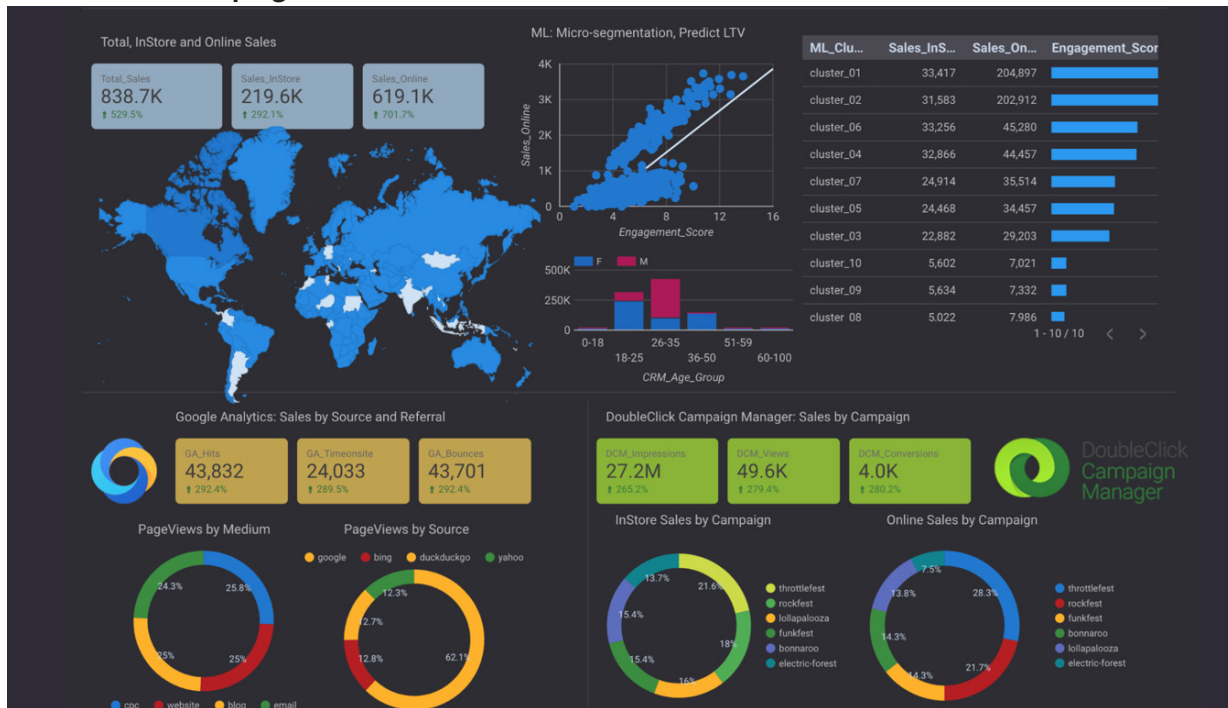 Total, InStore and Online Sales
Total_Sales
838.7K
529.5%
Sales_InStore
219.6K
292.1%
Sales_Online
619.1K
701.7%
ML: Micro-segmentation, Predict LTV
Sales_Online
4K
3K
2K
1K
0
0 4 8 12 16
Engagement_Score
F M
500K
250K
0
0-18 26-35 51-59
18-25 36-50 60-100
CRM_Age_Group
ML_Clu... Sales_InS... Sales_On... Engagement_Scor
cluster_01 33,417 204,897
cluster_02 31,583 202,912
cluster_06 33,256 45,280
cluster_04 32,866 44,457
cluster_07 24,914 35,514
cluster_05 24,468 34,457
cluster_03 22,882 29,203
cluster_10 5,602 7,021
cluster_09 5,634 7,332
cluster_08 5,022 7,986
1 - 10 / 10 < >
Google Analytics: Sales by Source and Referral
GA_Hits
43,832
292.4%
GA_Timeonsite
24,033
289.5%
GA_Bounces
43,701
292.4%
PageViews by Medium
24.3% 25.8%
25% 25%
cpc website blog email
PageViews by Source
google bing duckduckgo yahoo
12.3%
12.7%
12.8% 62.1%
DoubleClick Campaign Manager: Sales by Campaign
DCM_Impressions
27.2M
265.2%
DCM_Views
49.6K
279.4%
DCM_Conversions
4.0K
280.2%
DoubleClick
Campaign
Manager
InStore Sales by Campaign
13.7% 21.6%
15.4%
15.4% 18%
16%
throttlefest
rockfest
lollapalooza
funkfest
bonnaroo
electric-forest
Online Sales by Campaign
7.5%
13.8% 28.3%
14.3%
14.3% 21.7%
throttlefest
rockfest
funkfest
bonnaroo
lollapalooza
electric-forest